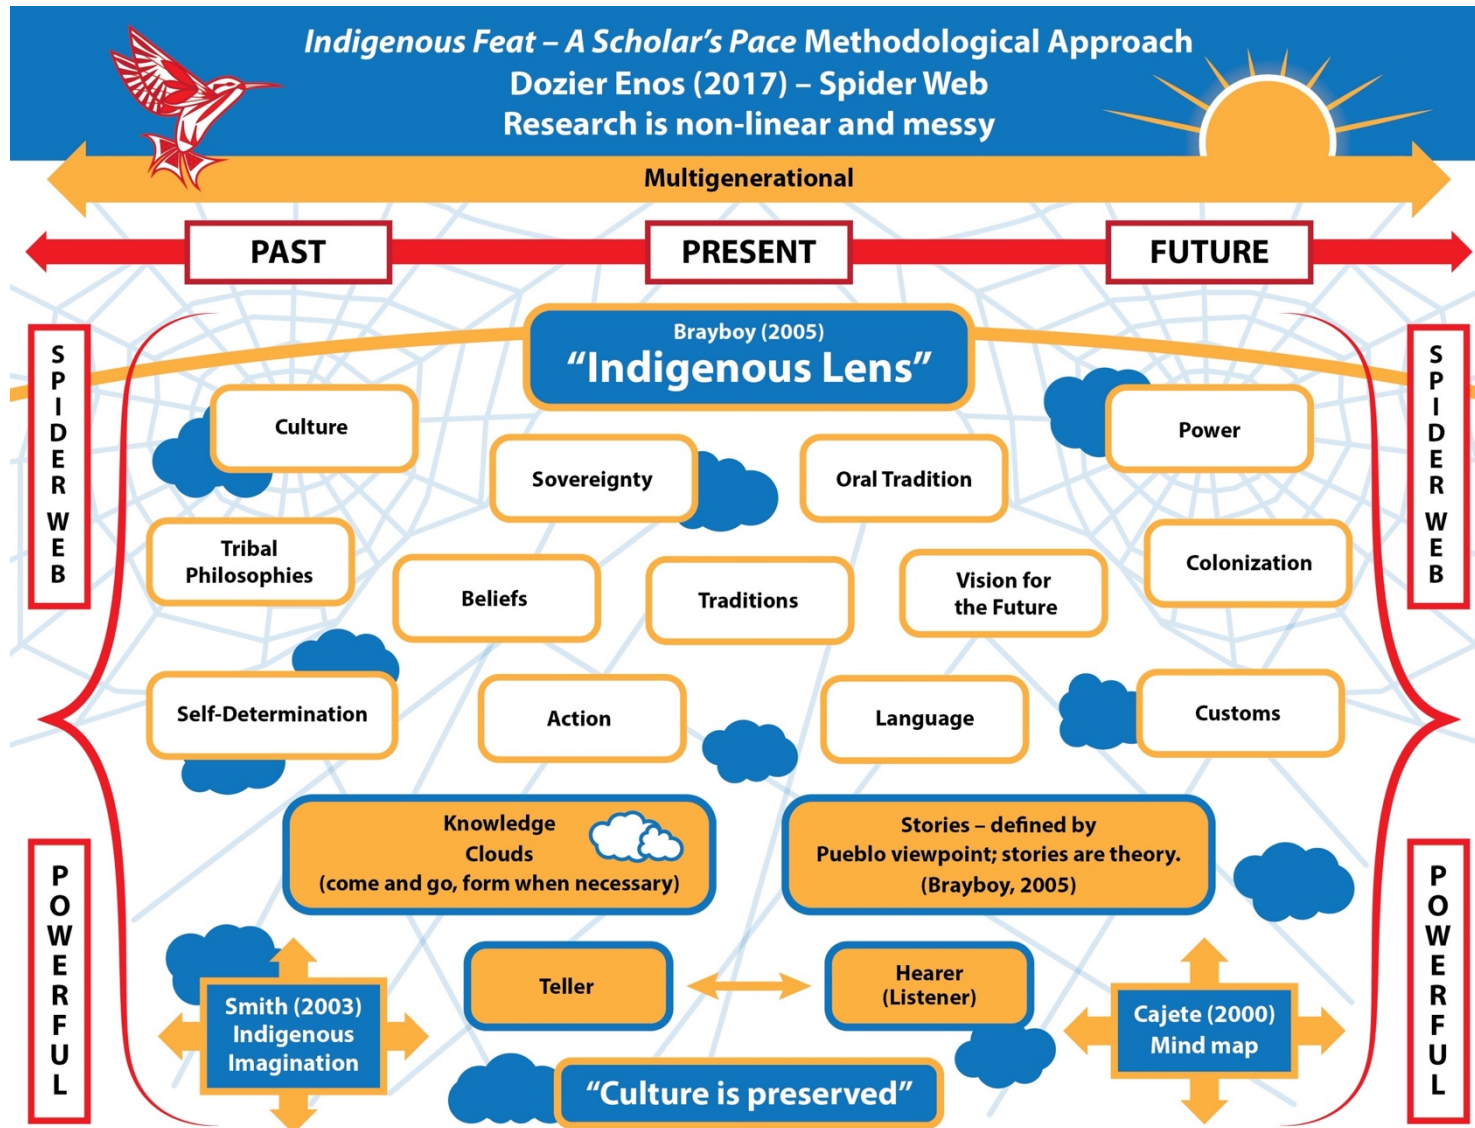 Indigenous Feat – A Scholar’s Pace Methodological Approach
Dozier Enos (2017) – Spider Web
Research is non-linear and messy
Multigenerational
PAST
PRESENT
FUTURE
SPIDER WEB
SPIDER WEB
Brayboy (2005)
“Indigenous Lens”
Culture
Sovereignty
Oral Tradition
Power
Tribal
Philosophies
Beliefs
Traditions
Vision for
the Future
Colonization
Self-Determination
Action
Language
Customs
Knowledge
Clouds
(come and go, form when necessary)
Stories – defined by
Pueblo viewpoint; stories are theory.
(Brayboy, 2005)
POWERFUL
POWERFUL
Smith (2003)
Indigenous
Imagination
Teller
Hearer
(Listener)
Cajete (2000)
Mind map
“Culture is preserved”